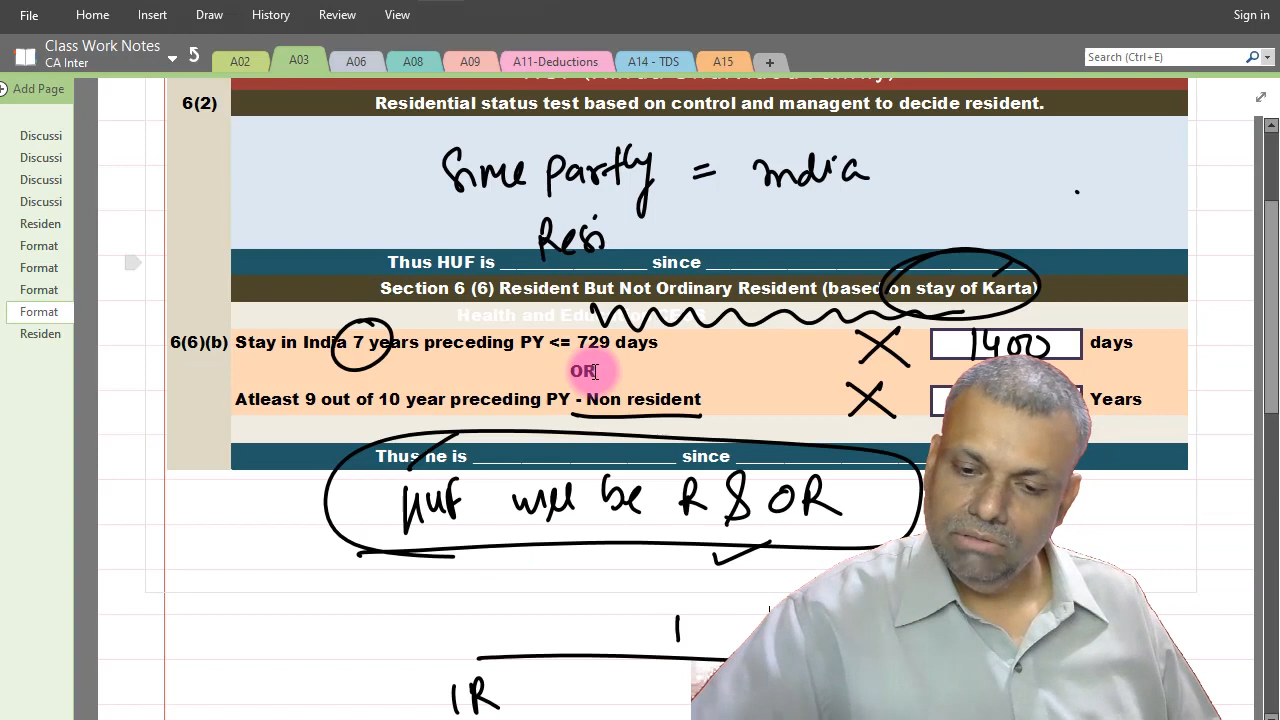 File Home Insert Draw History Review View Sign in
Class Work Notes
CA Inter
A02 A03 A06 A08 A09 A11-Deductions A14 - TDS A15
Search (Ctrl+E)
Add Page
Discussi
Discussi
Discussi
Discussi
Residen
Format
Format
Format
Format
Residen
6(2) Residential status test based on control and managent to decide resident.
Some partly = India
Resi
Thus HUF is ________________ since ________________
Section 6 (6) Resident But Not Ordinary Resident (based on stay of Karta)
6(6)(b) Stay in India 7 years preceding PY <= 729 days X 1400 days
OR
Atleast 9 out of 10 year preceding PY - Non resident X Years
Thus he is ______________________ since ______________________
HUF will be R & OR
1R